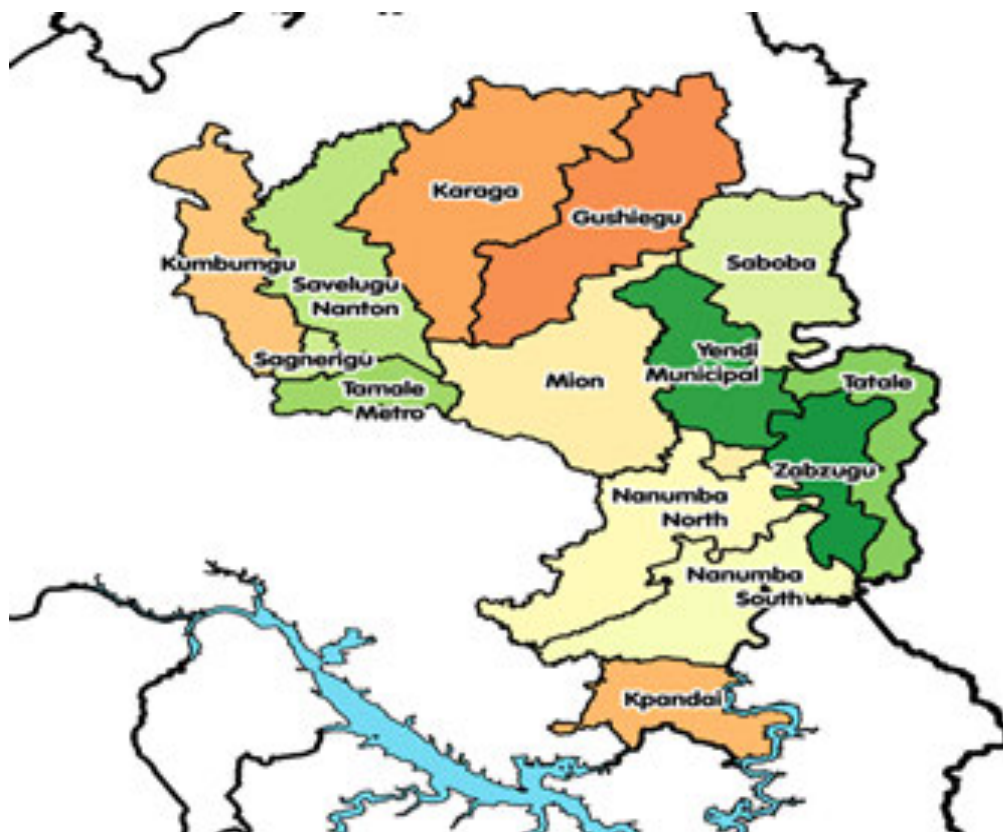 Karaga
Gushiegu
Kumbumgu
Saboba
Savelugu
Nanton
Sagnerigu
Yendi
Municipal
Mion
Tamale
Metro
Tatale
Zabzugu
Nanumba
North
Nanumba
South
Kpandai